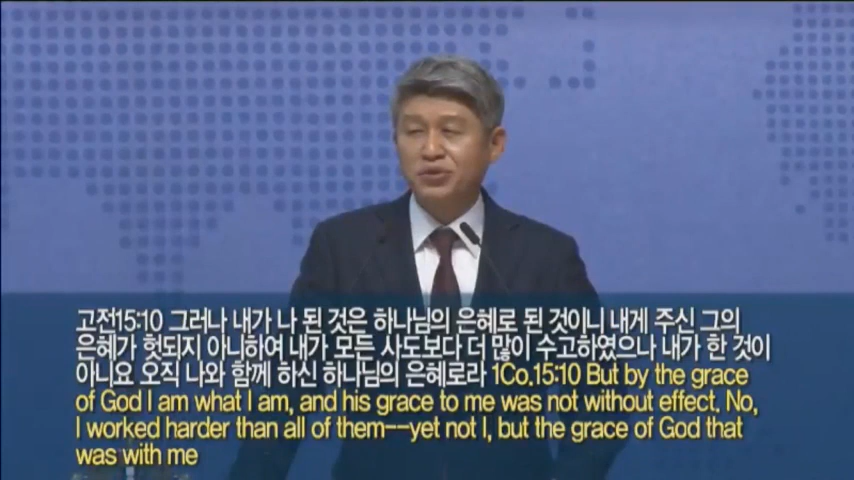 고전15:10 그러나 내가 나 된 것은 하나님의 은혜로 된 것이니 내게 주신 그의
은혜가 헛되지 아니하여 내가 모든 사도보다 더 많이 수고하였으나 내가 한 것이
아니요 오직 나와 함께 하신 하나님의 은혜로라 1Co.15:10 But by the grace
of God I am what I am, and his grace to me was not without effect. No,
I worked harder than all of them--yet not I, but the grace of God that
was with me